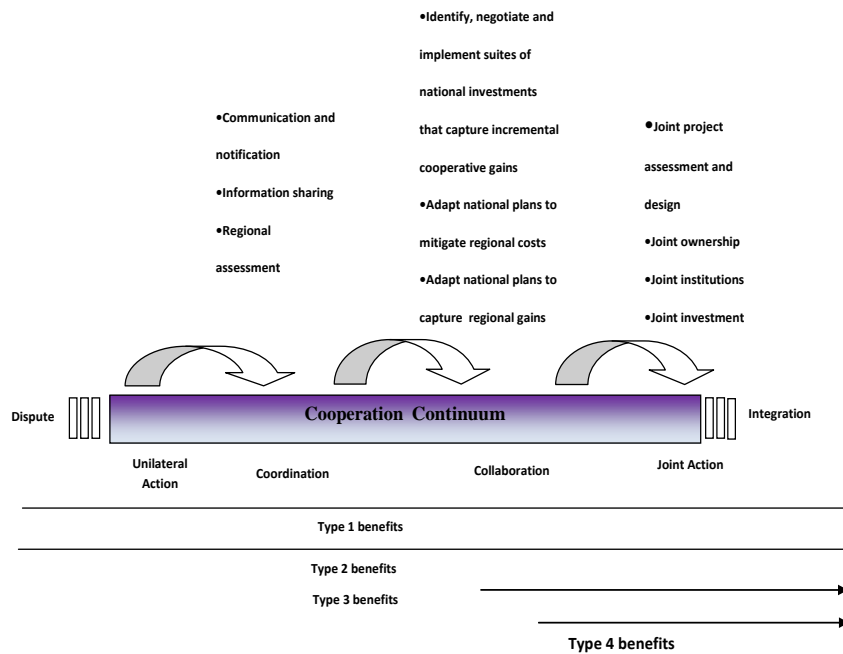 •Communication and
notification
•Information sharing
•Regional
assessment
•Identify, negotiate and
implement suites of
national investments
that capture incremental
cooperative gains
•Adapt national plans to
mitigate regional costs
•Adapt national plans to
capture regional gains
•Joint project
assessment and
design
•Joint ownership
•Joint institutions
•Joint investment
Dispute
Cooperation Continuum
Integration
Unilateral
Action
Coordination
Collaboration
Joint Action
Type 1 benefits
Type 2 benefits
Type 3 benefits
Type 4 benefits